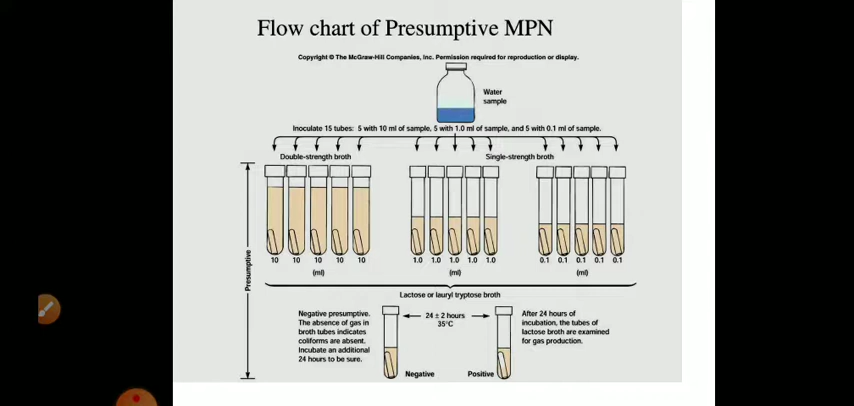 Flow chart of Presumptive MPN
Copyright © The McGraw-Hill Companies, Inc. Permission required for reproduction or display.
Water
sample
Inoculate 15 tubes: 5 with 10 ml of sample, 5 with 1.0 ml of sample, and 5 with 0.1 ml of sample.
Double-strength broth
Single-strength broth
Presumptive
10 10 10 10 10
1.0 1.0 1.0 1.0 1.0
0.1 0.1 0.1 0.1 0.1
(ml)
(ml)
(ml)
Lactose or lauryl tryptose broth
Negative presumptive.
The absence of gas in
broth tubes indicates
coliforms are absent.
Incubate an additional
24 hours to be sure.
24 ± 2 hours
35°C
After 24 hours of
incubation, the tubes of
lactose broth are examined
for gas production.
Negative
Positive